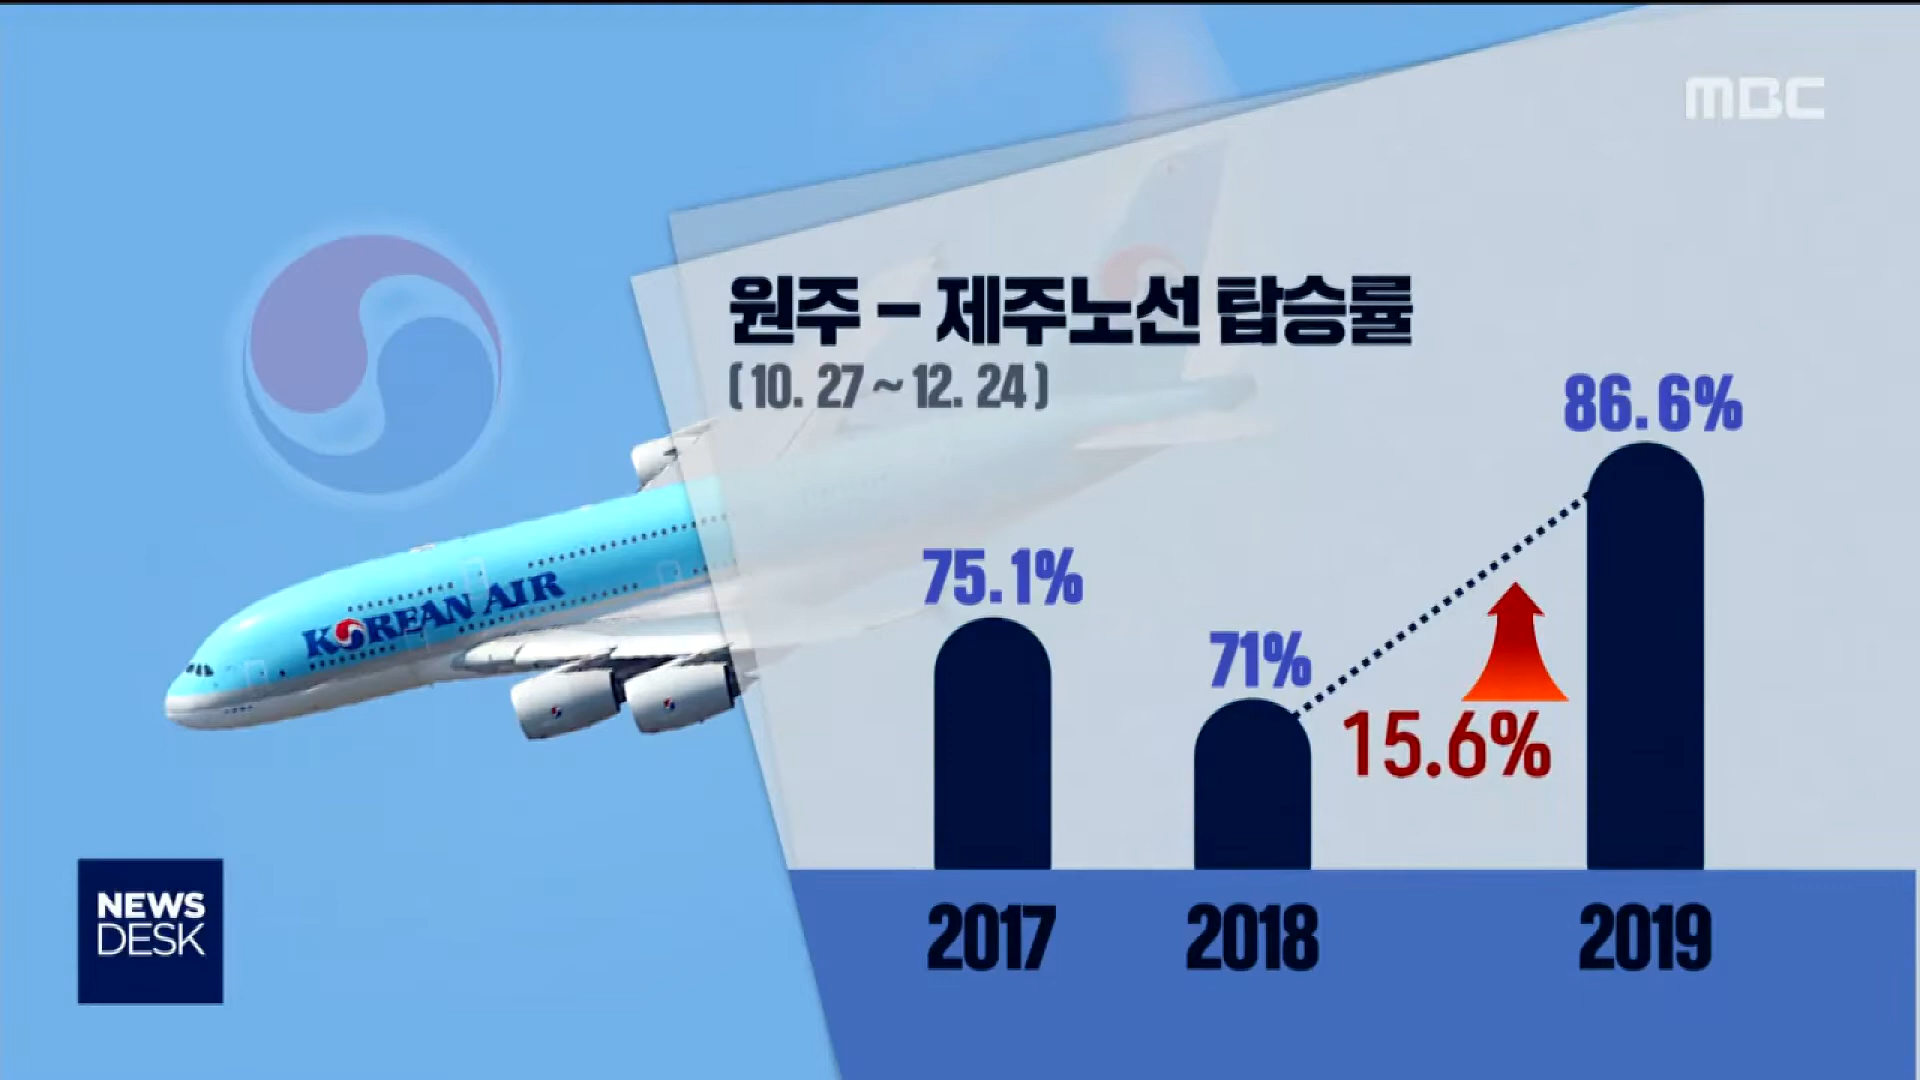 MBC
원주 - 제주노선 탑승률
(10. 27 ~ 12. 24)
86.6%
75.1%
71%
15.6%
KOREAN AIR
2017 2018 2019
NEWS
DESK